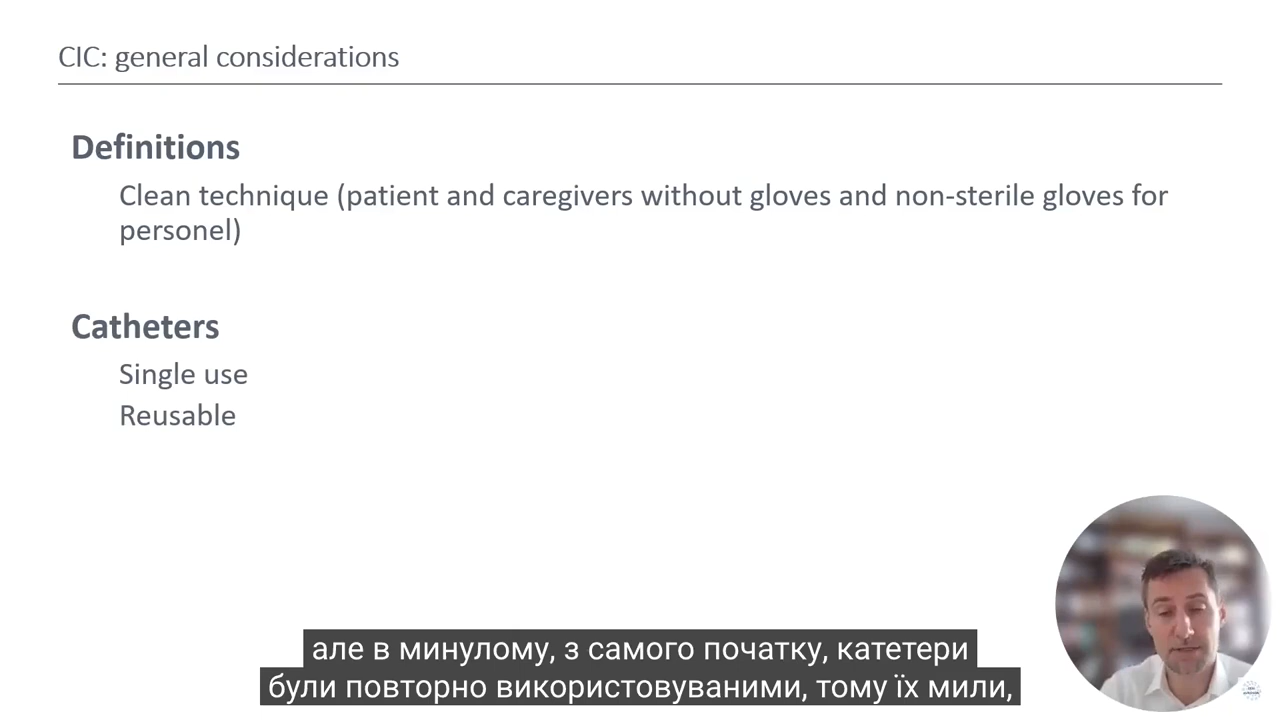 CIC: general considerations
Definitions
Clean technique (patient and caregivers without gloves and non-sterile gloves for
personel)
Catheters
Single use
Reusable
але в минулому, з самого початку, катетери
були повторно використовуваними, тому їх мили,